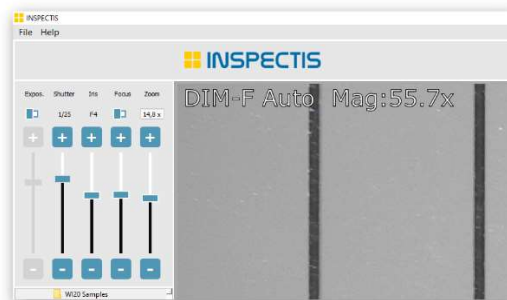 INSPECTIS
File Help
INSPECTIS
Expos. Shutter Iris Focus Zoom
1/25 F4 14,8 x
+ + + + +
- - - - -
WI20 Samples
DIM-F Auto Mag:55.7x